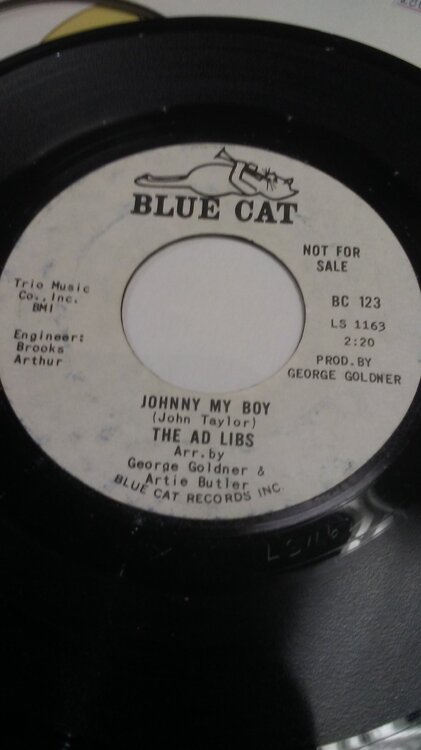 BLUE CAT
NOT FOR
SALE
Trio Music
Co., Inc.
BMI
BC 123
LS 1163
2:20
Engineer:
Brooks
Arthur
PROD. BY
GEORGE GOLDNER
JOHNNY MY BOY
(John Taylor)
THE AD LIBS
Arr. by
George Goldner &
Artie Butler
BLUE CAT RECORDS INC.